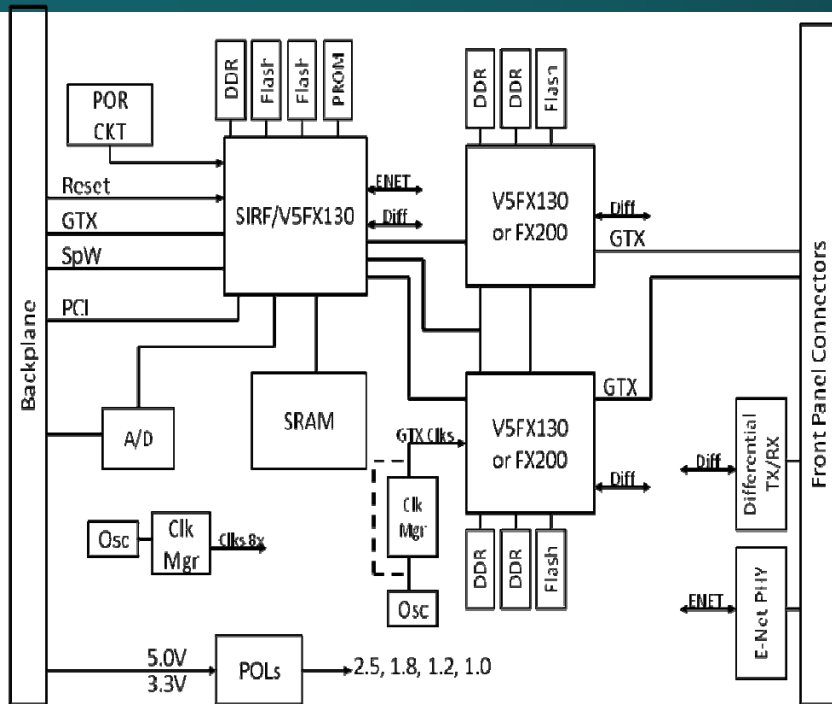 Backplane
POR
CKT
Reset
GTX
SpW
PCI
A/D
Osc
Clk
Mgr
Clks 8x
5.0V
3.3V
POLs
2.5, 1.8, 1.2, 1.0
DDR
Flash
Flash
PROM
SIRF/V5FX130
ENET
Diff
SRAM
GTX Clks
Clk
Mgr
Osc
DDR
DDR
Flash
V5FX130
or FX200
Diff
GTX
V5FX130
or FX200
GTX
Diff
DDR
DDR
Flash
Diff
Differential
TX/RX
ENET
E-Net PHY
Front Panel Connectors